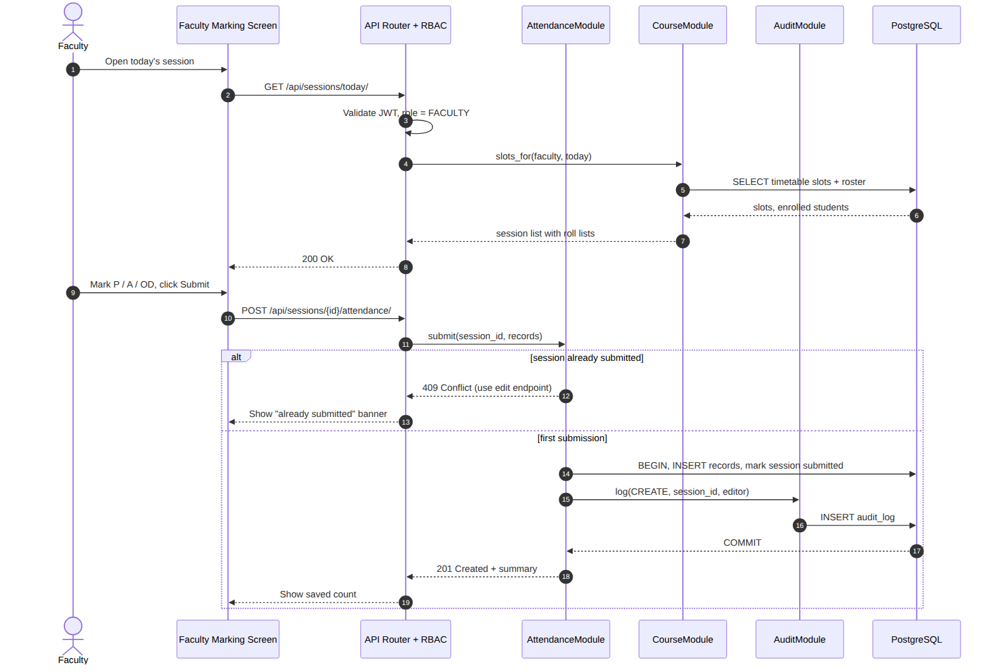 Faculty
Faculty Marking Screen
API Router + RBAC
AttendanceModule
CourseModule
AuditModule
PostgreSQL
1
Open today's session
2
GET /api/sessions/today/
Validate JWT, role = FACULTY
3
4
slots_for(faculty, today)
5
SELECT timetable slots + roster
slots, enrolled students
6
session list with roll lists
7
200 OK
8
9
Mark P / A / OD, click Submit
10
POST /api/sessions/{id}/attendance/
11
submit(session_id, records)
alt
[session already submitted]
409 Conflict (use edit endpoint)
12
Show "already submitted" banner
13
[first submission]
14
BEGIN, INSERT records, mark session submitted
15
log(CREATE, session_id, editor)
16
INSERT audit_log
COMMIT
17
201 Created + summary
18
Show saved count
19
Faculty
Faculty Marking Screen
API Router + RBAC
AttendanceModule
CourseModule
AuditModule
PostgreSQL